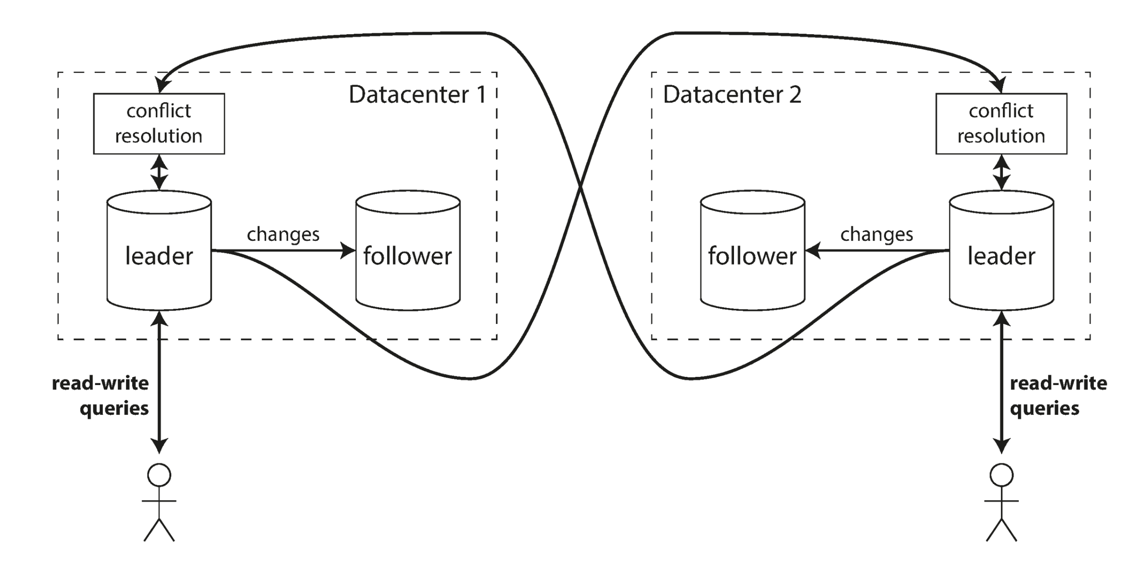 Datacenter 1
conflict
resolution
leader
changes
follower
read-write
queries
Datacenter 2
conflict
resolution
follower
changes
leader
read-write
queries